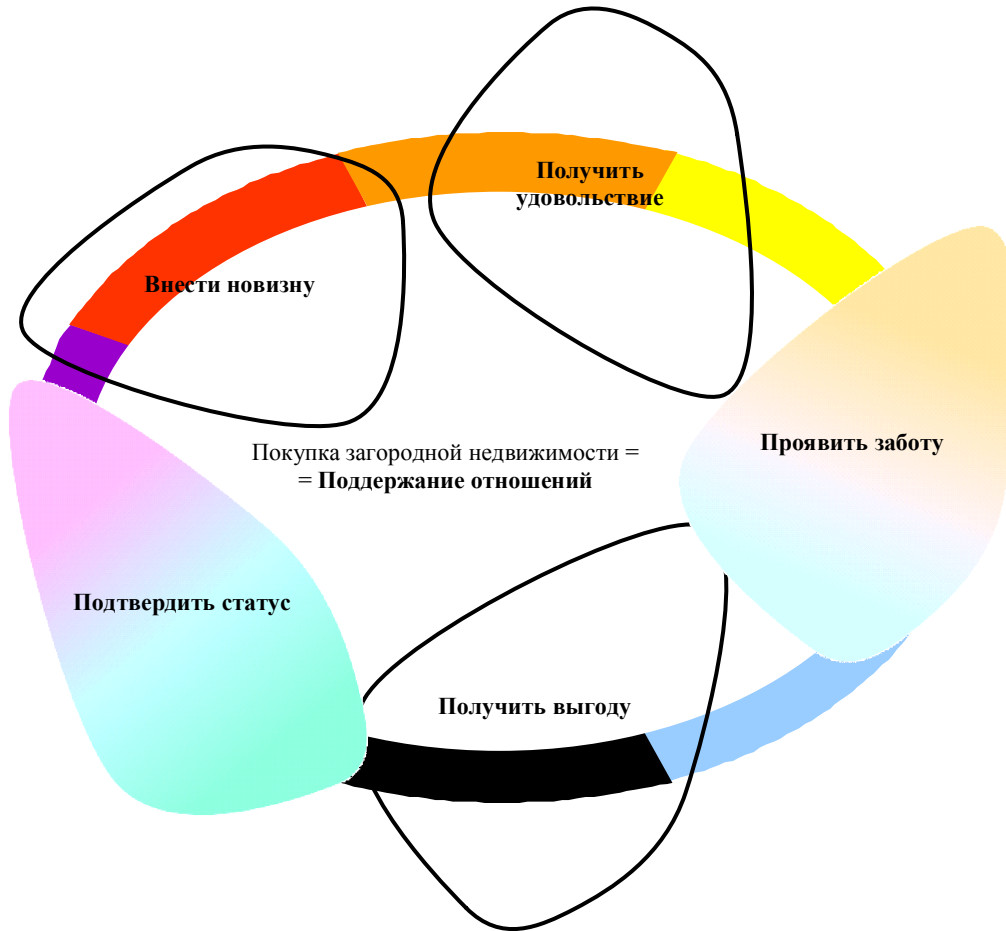 Получить
удовольствие
Внести новизну
Покупка загородной недвижимости =
= Поддержание отношений
Проявить заботу
Подтвердить статус
Получить выгоду